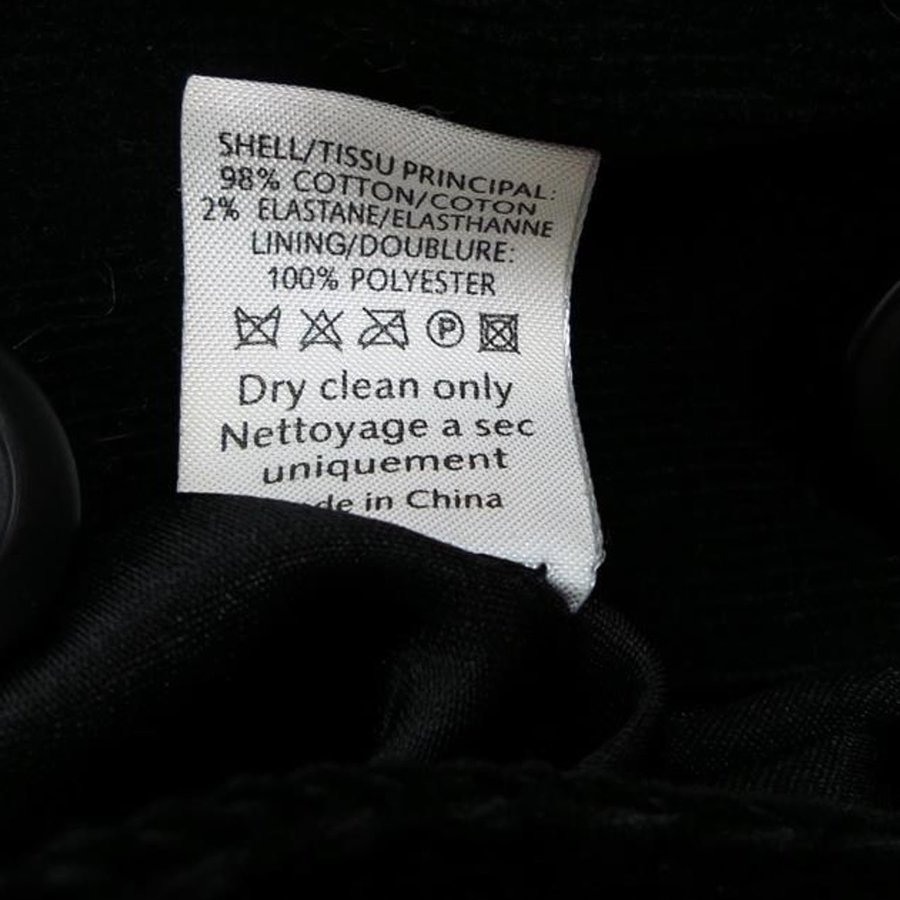 SHELL/TISSU PRINCIPAL:
98% COTTON/COTON
2% ELASTANE/ELASTHANNE
LINING/DOUBLURE:
100% POLYESTER
P
Dry clean only
Nettoyage a sec
uniquement
de in China